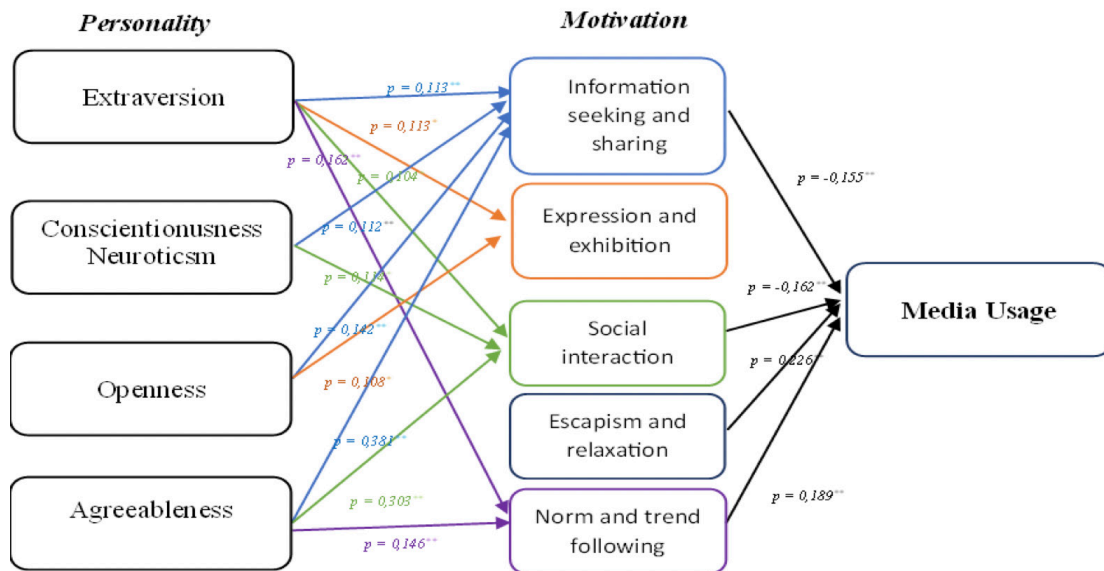 Personality
Motivation
Extraversion
Conscientionusness
Neuroticsm
Openness
Agreeableness
p = 0,113**
p = 0,113*
p = 0,162**
p = 0,104
p = 0,112**
p = 0,114*
p = 0,142**
p = 0,108*
p = 0,381**
p = 0,303**
p = 0,146**
Information
seeking and
sharing
Expression and
exhibition
Social
interaction
Escapism and
relaxation
Norm and trend
following
p = -0,155**
p = -0,162**
p = 0,226**
p = 0,189**
Media Usage